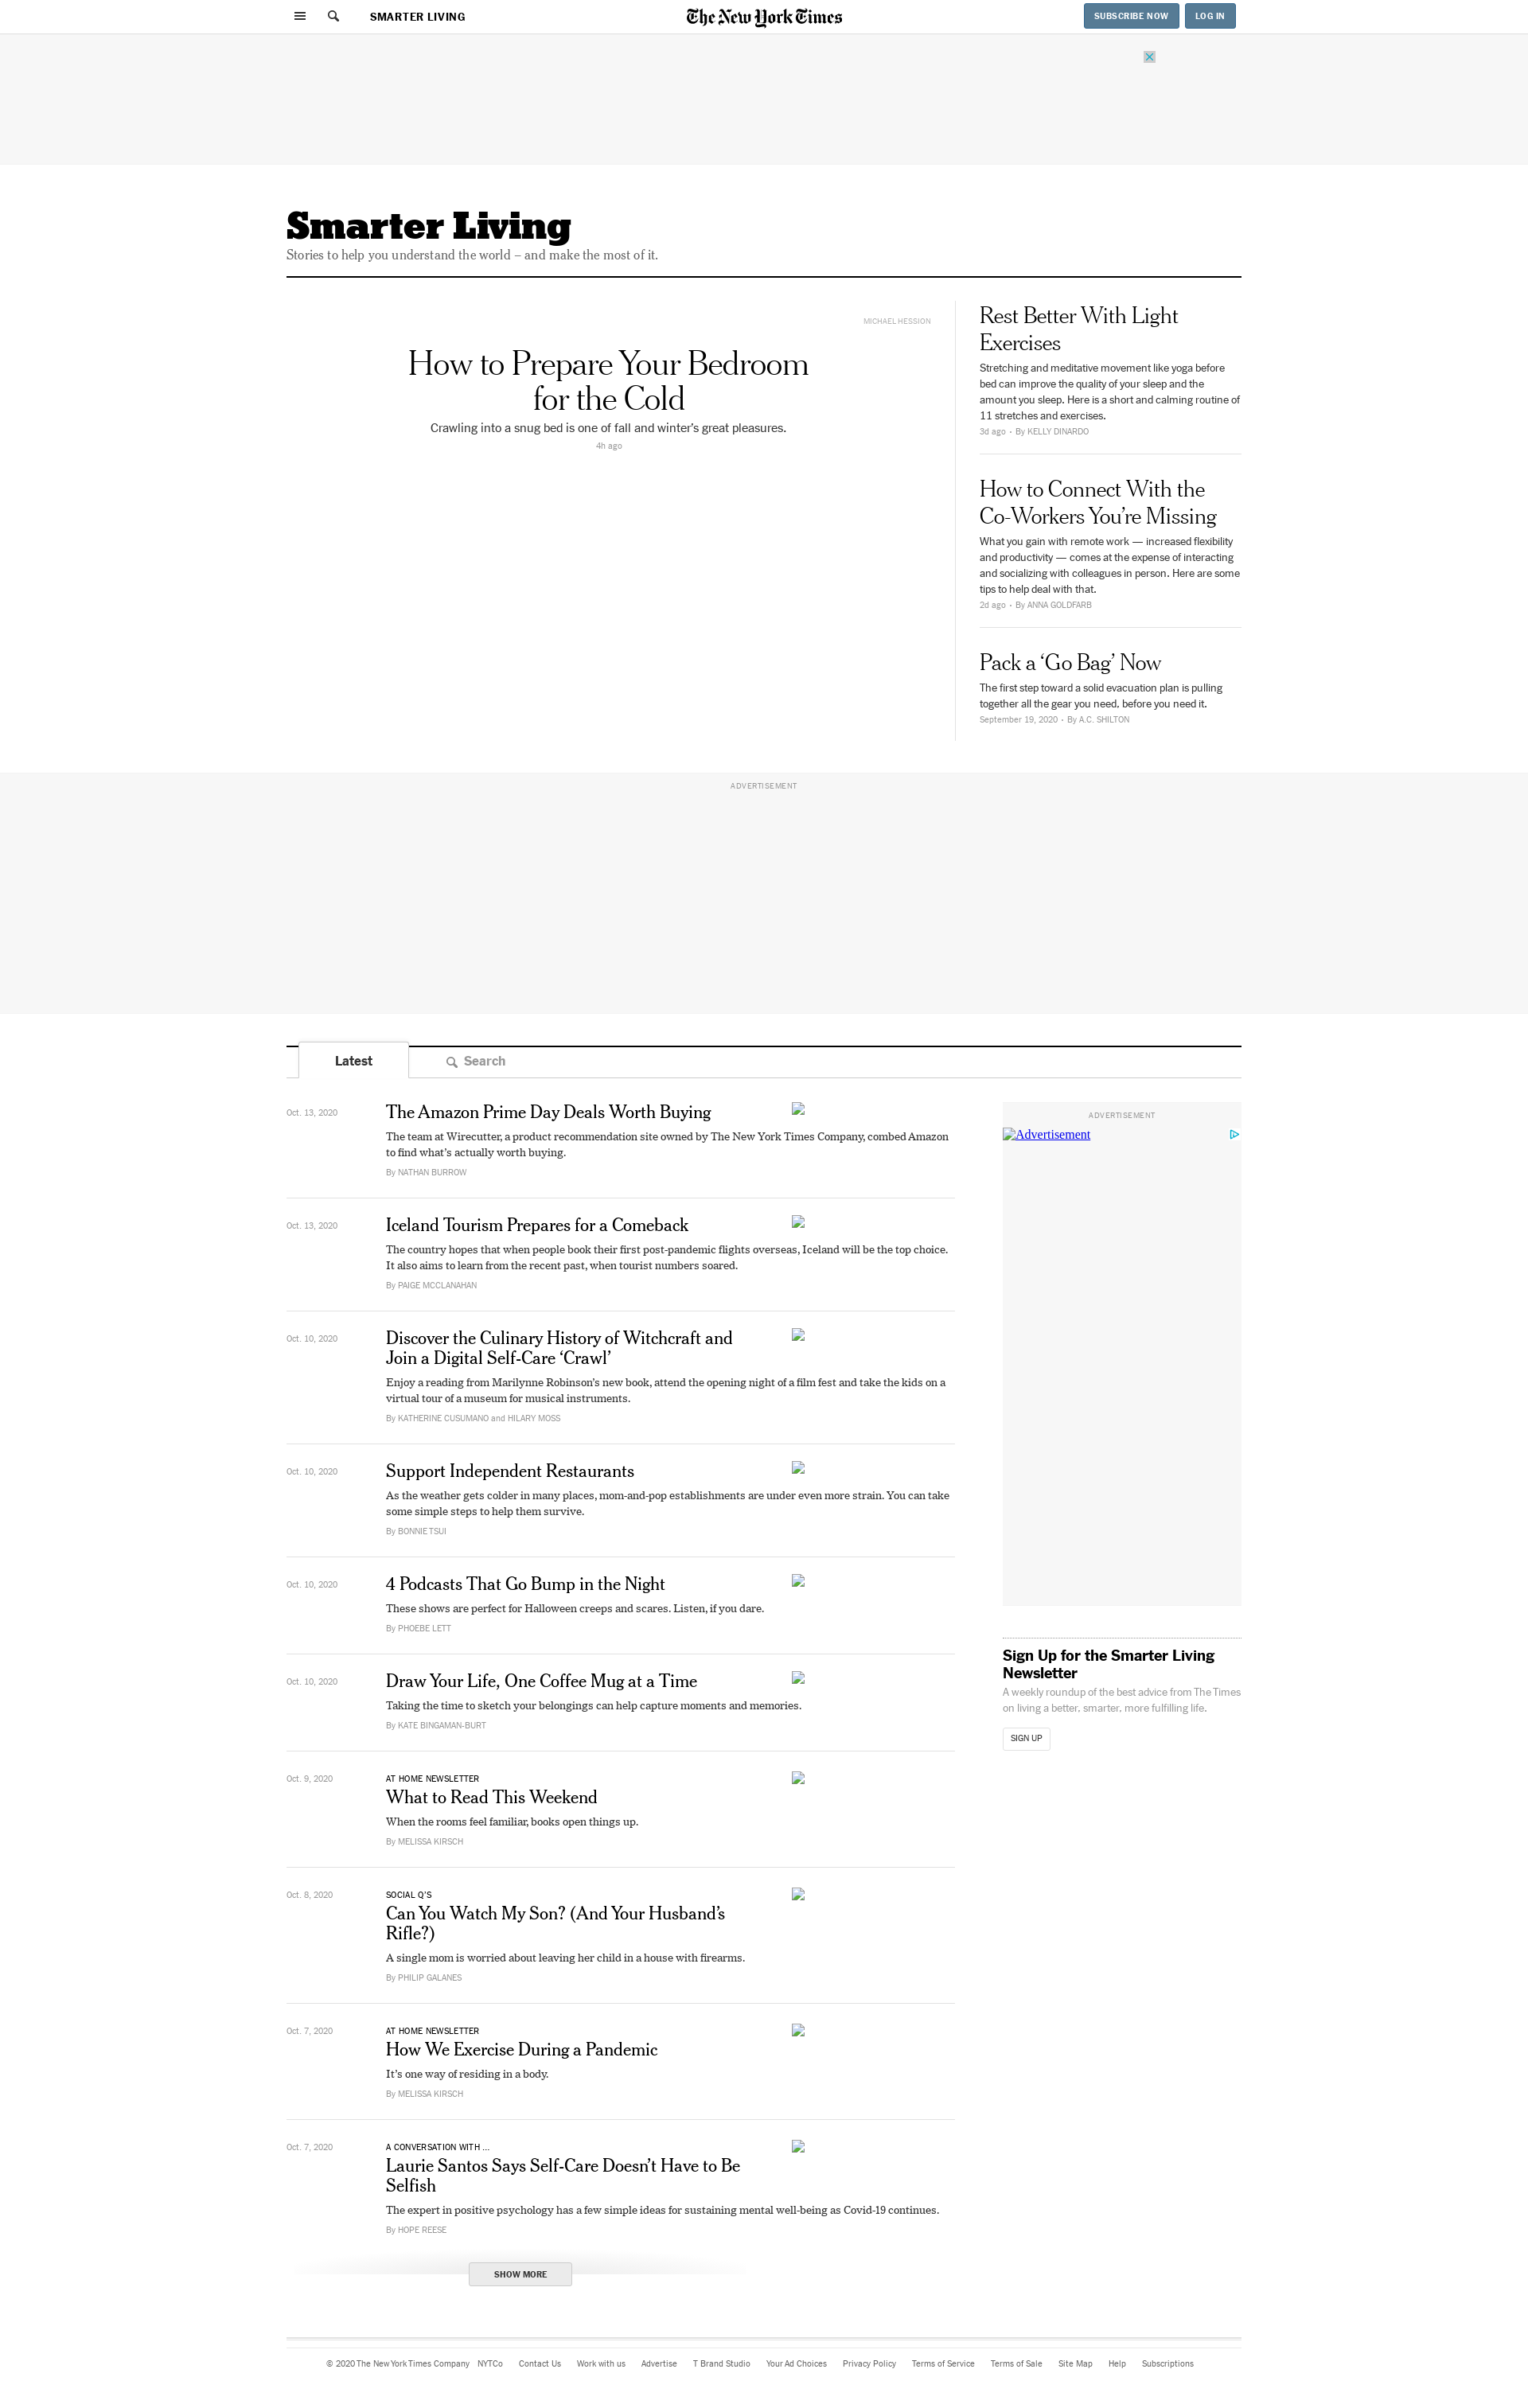 SMARTER LIVING
The New York Times
SUBSCRIBE NOW
LOG IN
Smarter Living
Stories to help you understand the world – and make the most of it.
MICHAEL HESSION
How to Prepare Your Bedroom
for the Cold
Crawling into a snug bed is one of fall and winter’s great pleasures.
4h ago
Rest Better With Light
Exercises
Stretching and meditative movement like yoga before
bed can improve the quality of your sleep and the
amount you sleep. Here is a short and calming routine of
11 stretches and exercises.
3d ago • By KELLY DINARDO
How to Connect With the
Co-Workers You’re Missing
What you gain with remote work — increased flexibility
and productivity — comes at the expense of interacting
and socializing with colleagues in person. Here are some
tips to help deal with that.
2d ago • By ANNA GOLDFARB
Pack a ‘Go Bag’ Now
The first step toward a solid evacuation plan is pulling
together all the gear you need, before you need it.
September 19, 2020 • By A.C. SHILTON
ADVERTISEMENT
Latest
Search
Oct. 13, 2020
The Amazon Prime Day Deals Worth Buying
The team at Wirecutter, a product recommendation site owned by The New York Times Company, combed Amazon
to find what’s actually worth buying.
By NATHAN BURROW
Oct. 13, 2020
Iceland Tourism Prepares for a Comeback
The country hopes that when people book their first post-pandemic flights overseas, Iceland will be the top choice.
It also aims to learn from the recent past, when tourist numbers soared.
By PAIGE MCCLANAHAN
Oct. 10, 2020
Discover the Culinary History of Witchcraft and
Join a Digital Self-Care ‘Crawl’
Enjoy a reading from Marilynne Robinson’s new book, attend the opening night of a film fest and take the kids on a
virtual tour of a museum for musical instruments.
By KATHERINE CUSUMANO and HILARY MOSS
Oct. 10, 2020
Support Independent Restaurants
As the weather gets colder in many places, mom-and-pop establishments are under even more strain. You can take
some simple steps to help them survive.
By BONNIE TSUI
Oct. 10, 2020
4 Podcasts That Go Bump in the Night
These shows are perfect for Halloween creeps and scares. Listen, if you dare.
By PHOEBE LETT
Oct. 10, 2020
Draw Your Life, One Coffee Mug at a Time
Taking the time to sketch your belongings can help capture moments and memories.
By KATE BINGAMAN-BURT
Oct. 9, 2020
AT HOME NEWSLETTER
What to Read This Weekend
When the rooms feel familiar, books open things up.
By MELISSA KIRSCH
Oct. 8, 2020
SOCIAL Q’S
Can You Watch My Son? (And Your Husband’s
Rifle?)
A single mom is worried about leaving her child in a house with firearms.
By PHILIP GALANES
Oct. 7, 2020
AT HOME NEWSLETTER
How We Exercise During a Pandemic
It’s one way of residing in a body.
By MELISSA KIRSCH
Oct. 7, 2020
A CONVERSATION WITH ...
Laurie Santos Says Self-Care Doesn’t Have to Be
Selfish
The expert in positive psychology has a few simple ideas for sustaining mental well-being as Covid-19 continues.
By HOPE REESE
SHOW MORE
ADVERTISEMENT
Advertisement
Sign Up for the Smarter Living
Newsletter
A weekly roundup of the best advice from The Times
on living a better, smarter, more fulfilling life.
SIGN UP
© 2020 The New York Times Company NYTCo Contact Us Work with us Advertise T Brand Studio Your Ad Choices Privacy Policy Terms of Service Terms of Sale Site Map Help Subscriptions